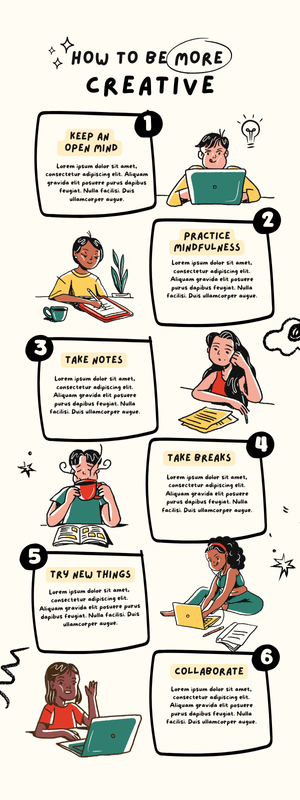 HOW TO BE MORE
CREATIVE
1
KEEP AN
OPEN MIND
Lorem ipsum dolor sit amet,
consectetur adipiscing elit. Aliquam
gravida elit posuere purus dapibus
feugiat. Nulla facilisi. Duis
ullamcorper augue.
2
PRACTICE
MINDFULNESS
Lorem ipsum dolor sit amet,
consectetur adipiscing elit.
Aliquam gravida elit posuere
purus dapibus feugiat. Nulla
facilisi. Duis ullamcorper augue.
3
TAKE NOTES
Lorem ipsum dolor sit amet,
consectetur adipiscing elit.
Aliquam gravida elit posuere
purus dapibus feugiat. Nulla
facilisi. Duis ullamcorper augue.
4
TAKE BREAKS
Lorem ipsum dolor sit amet,
consectetur adipiscing elit.
Aliquam gravida elit posuere
purus dapibus feugiat. Nulla
facilisi. Duis ullamcorper augue.
5
TRY NEW THINGS
Lorem ipsum dolor sit amet,
consectetur adipiscing elit.
Aliquam gravida elit posuere purus
dapibus feugiat. Nulla facilisi. Duis
ullamcorper augue.
6
COLLABORATE
Lorem ipsum dolor sit amet,
consectetur adipiscing elit.
Aliquam gravida elit posuere
purus dapibus feugiat. Nulla
facilisi. Duis ullamcorper augue.